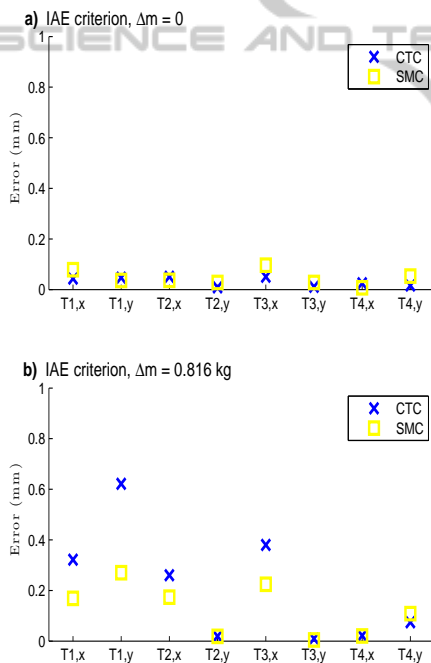 SCIENCE AND TE
a) IAE criterion, Δm = 0
1
0.8
0.6
0.4
0.2
0
Error (mm)
CTC
SMC
T1,x T1,y T2,x T2,y T3,x T3,y T4,x T4,y
b) IAE criterion, Δm = 0.816 kg
1
0.8
0.6
0.4
0.2
0
Error (mm)
CTC
SMC
T1,x T1,y T2,x T2,y T3,x T3,y T4,x T4,y